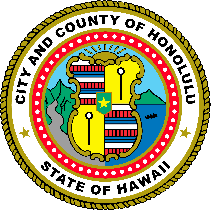 CITY AND COUNTY OF HONOLULU
STATE OF HAWAII